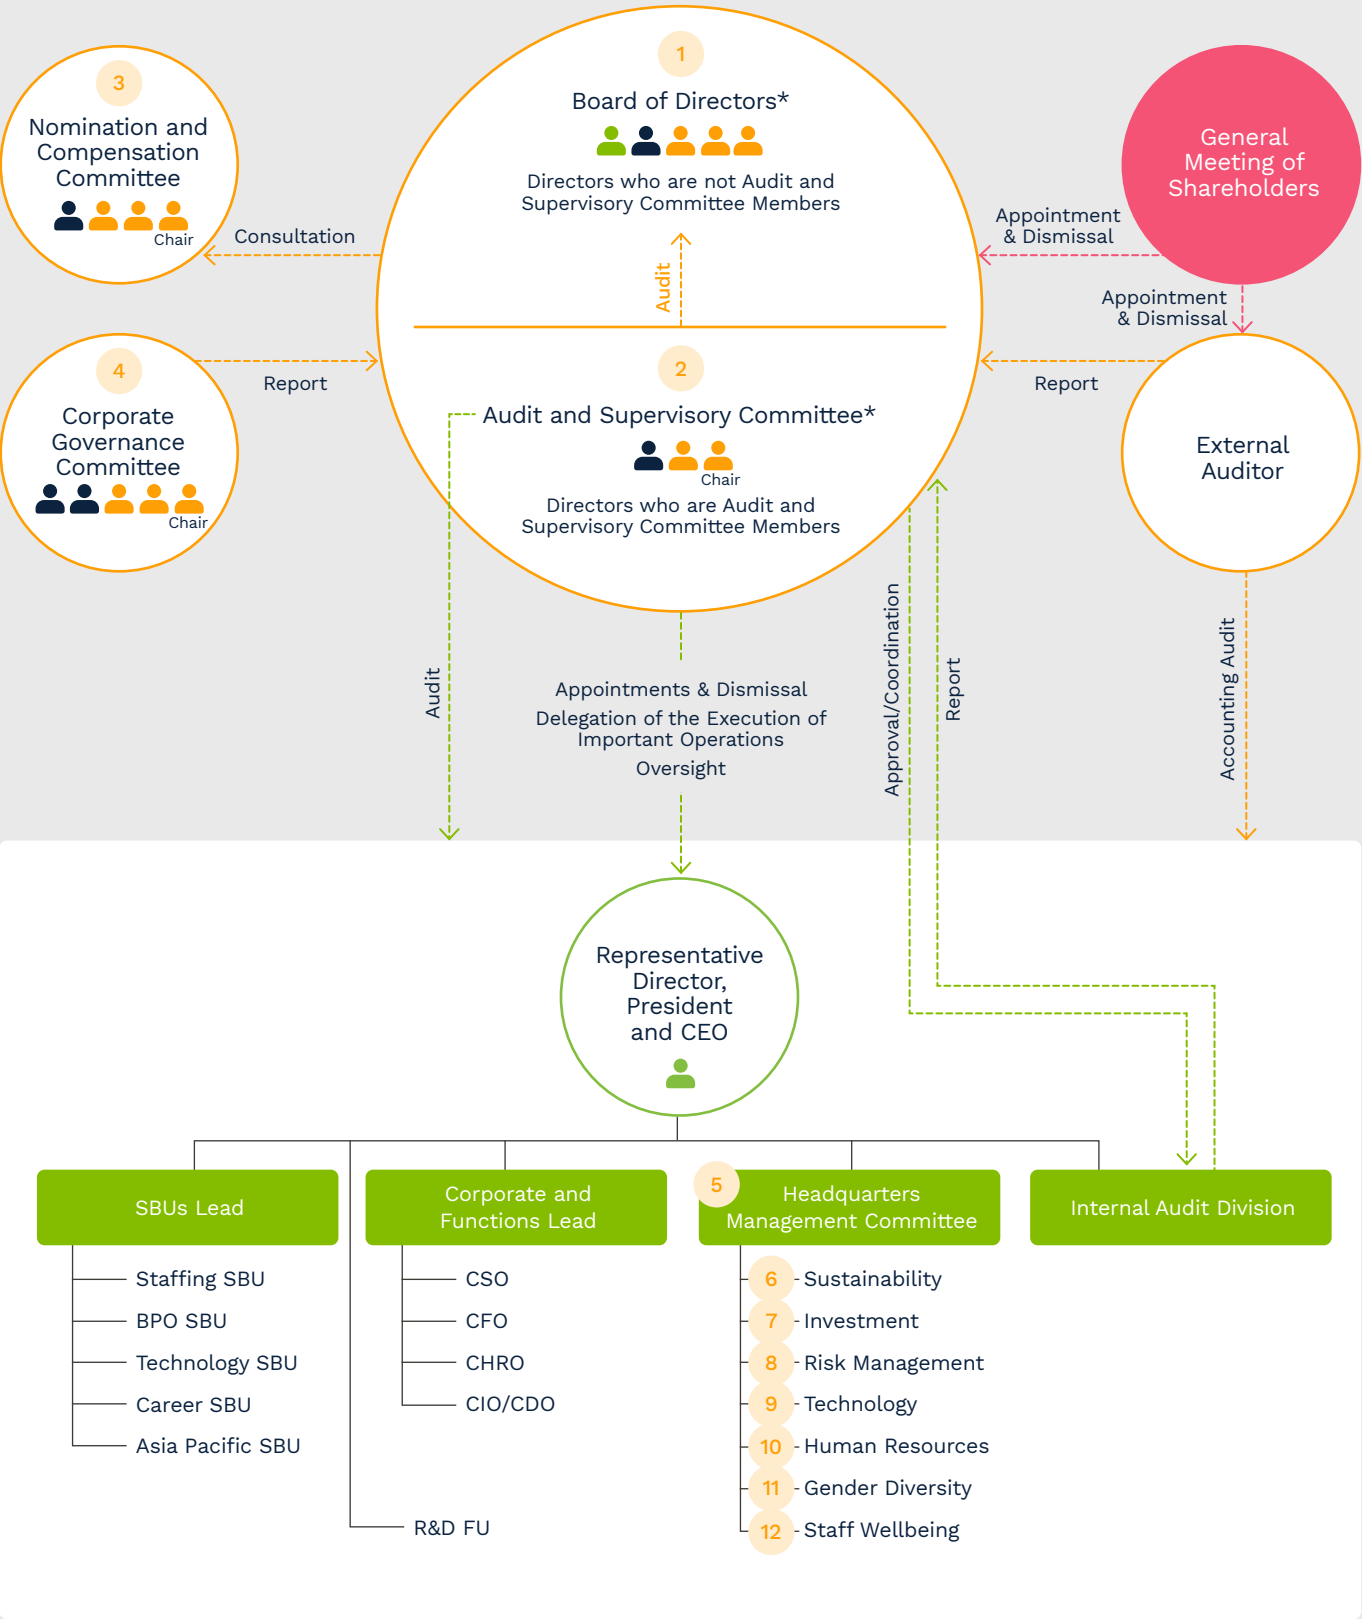 1
Board of Directors*
Directors who are not Audit and
Supervisory Committee Members
Audit
2
Audit and Supervisory Committee*
Chair
Directors who are Audit and
Supervisory Committee Members
3
Nomination and
Compensation
Committee
Chair
Consultation
4
Corporate
Governance
Committee
Chair
Report
General
Meeting of
Shareholders
Appointment
& Dismissal
Appointment
& Dismissal
Report
External
Auditor
Audit
Appointments & Dismissal
Delegation of the Execution of
Important Operations
Oversight
Approval/Coordination
Report
Accounting Audit
Representative
Director,
President
and CEO
SBUs Lead
Staffing SBU
BPO SBU
Technology SBU
Career SBU
Asia Pacific SBU
R&D FU
Corporate and
Functions Lead
CSO
CFO
CHRO
CIO/CDO
5
Headquarters
Management Committee
6 Sustainability
7 Investment
8 Risk Management
9 Technology
10 Human Resources
11 Gender Diversity
12 Staff Wellbeing
Internal Audit Division